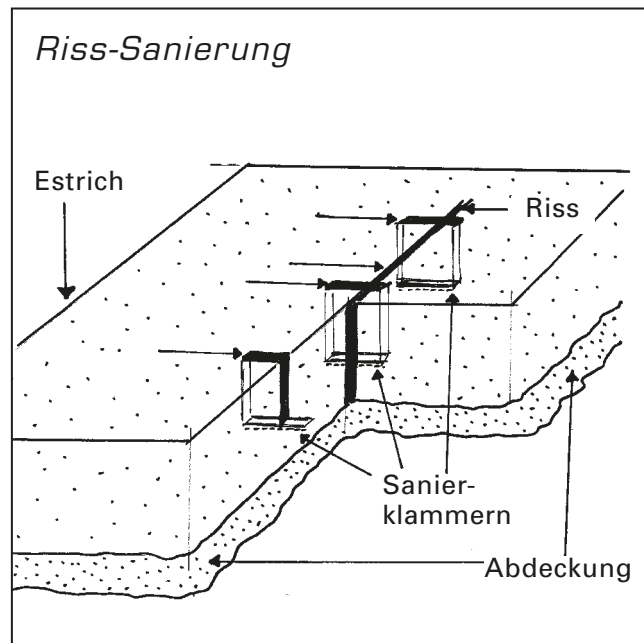 Riss-Sanierung
Estrich
Riss
Sanier-
klammern
Abdeckung